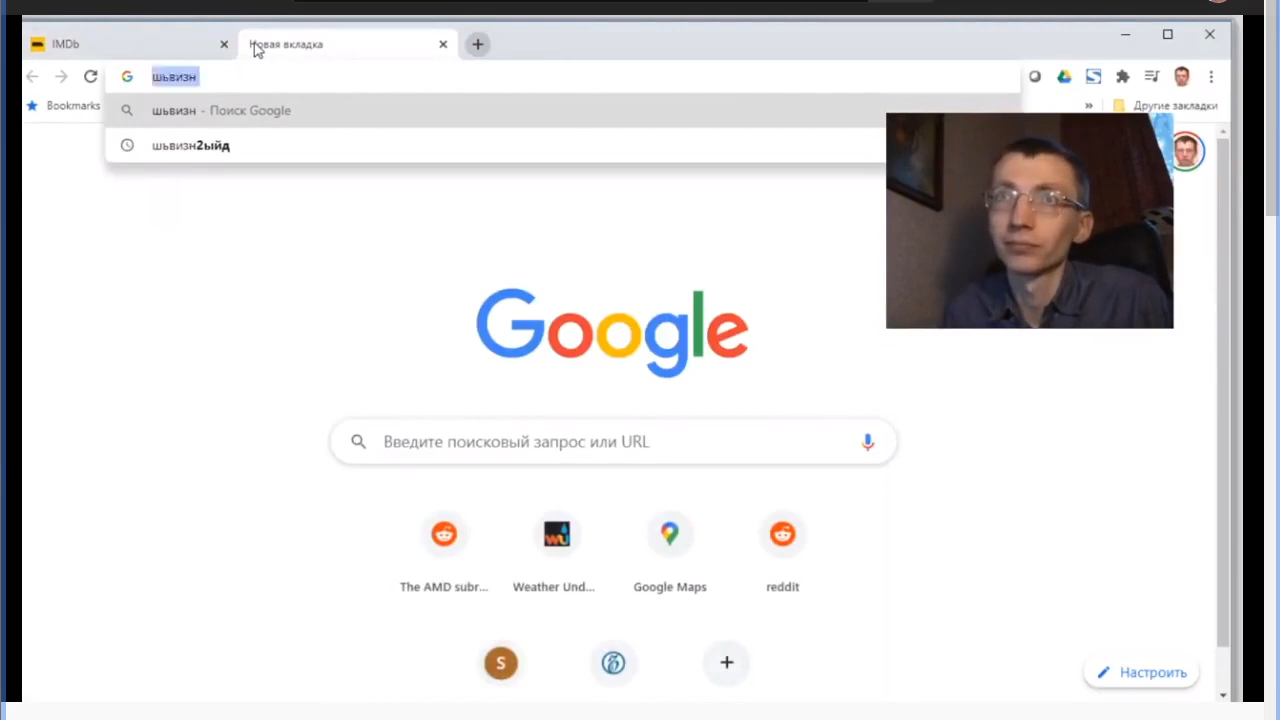 IMDb
Новая вкладка
шьвизн
Bookmarks
Другие закладки
шьвизн - Поиск Google
шьвизн2ыйд
Google
Введите поисковый запрос или URL
The AMD subr...
Weather Und...
Google Maps
reddit
S
Настроить